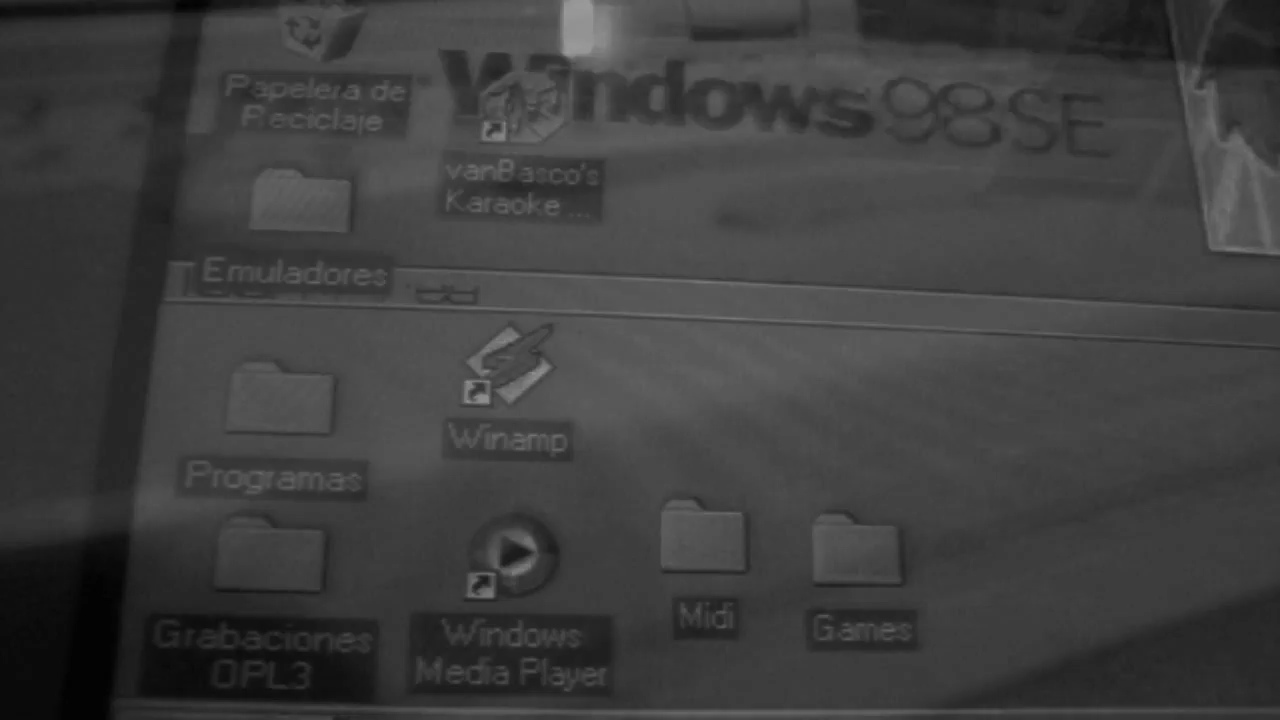 Papelera de
Reciclaje
Windows 98 SE
vanBasco's
Karaoke ...
Emuladores
Winamp
Programas
Midi
Games
Grabaciones
OPL3
Windows
Media Player